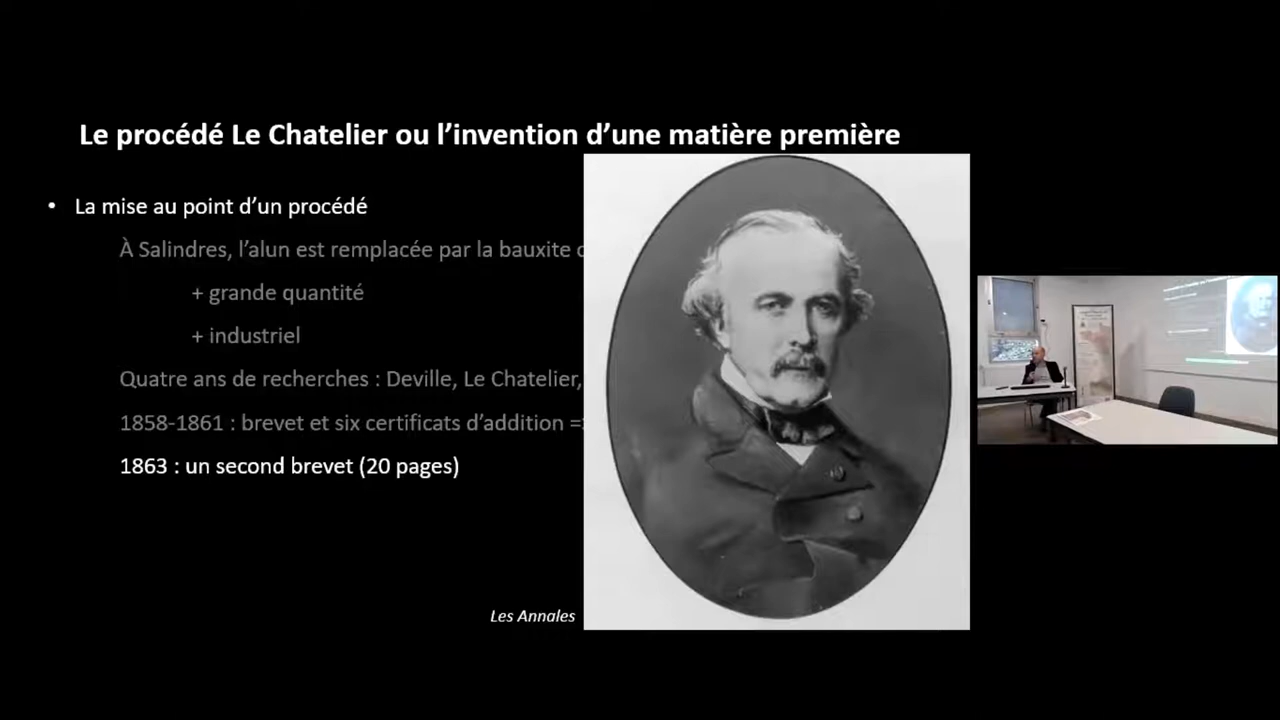 Le procédé Le Chatelier ou l’invention d’une matière première
• La mise au point d’un procédé
À Salindres, l’alun est remplacée par la bauxite
+ grande quantité
+ industriel
Quatre ans de recherches : Deville, Le Chatelier,
1858-1861 : brevet et six certificats d’addition =
1863 : un second brevet (20 pages)
Les Annales